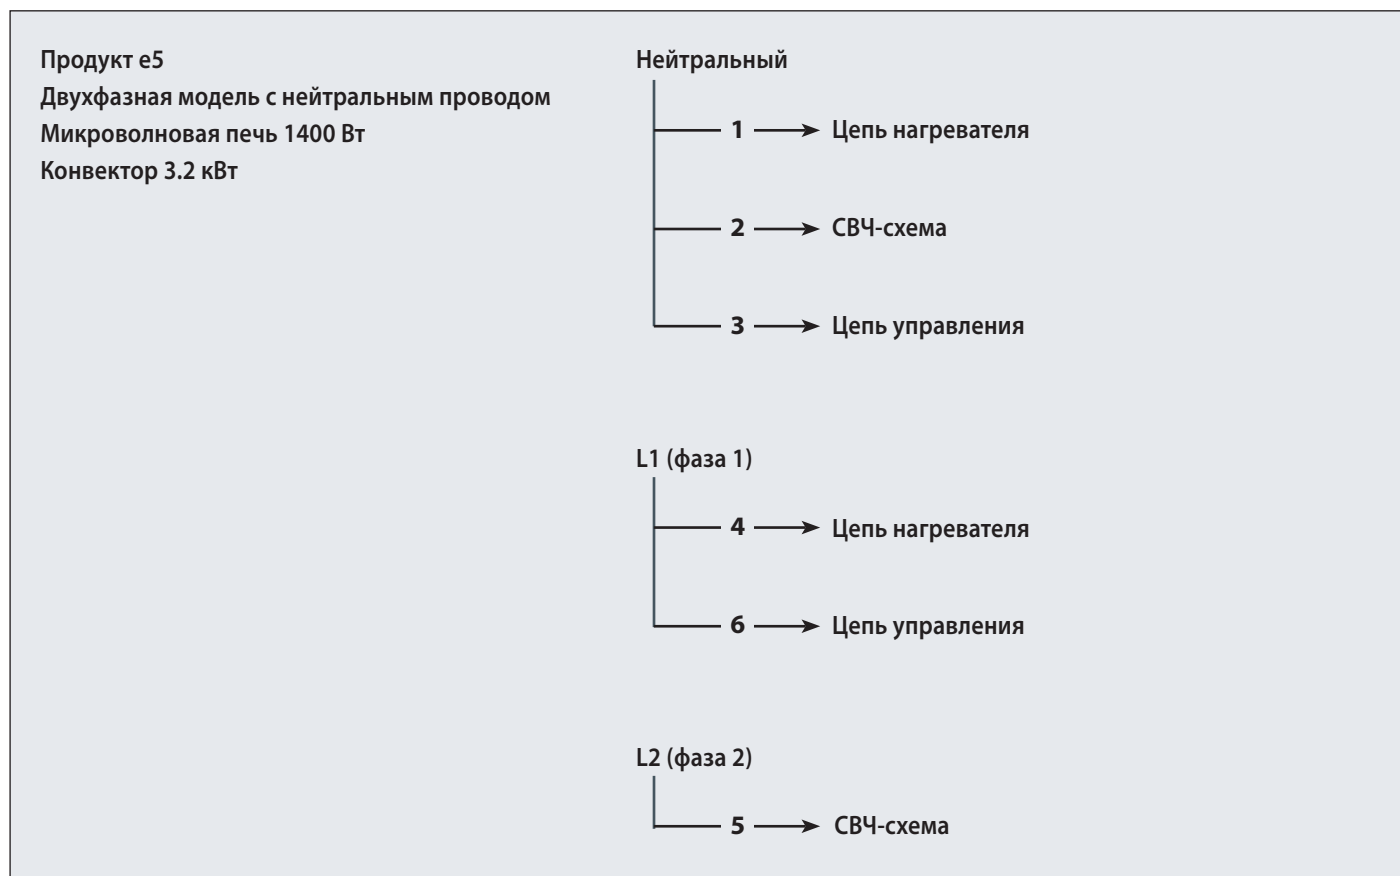 Продукт e5
Двухфазная модель с нейтральным проводом
Микроволновая печь 1400 Вт
Конвектор 3.2 кВт
Нейтральный
1 Цепь нагревателя
2 СВЧ-схема
3 Цепь управления
L1 (фаза 1)
4 Цепь нагревателя
6 Цепь управления
L2 (фаза 2)
5 СВЧ-схема